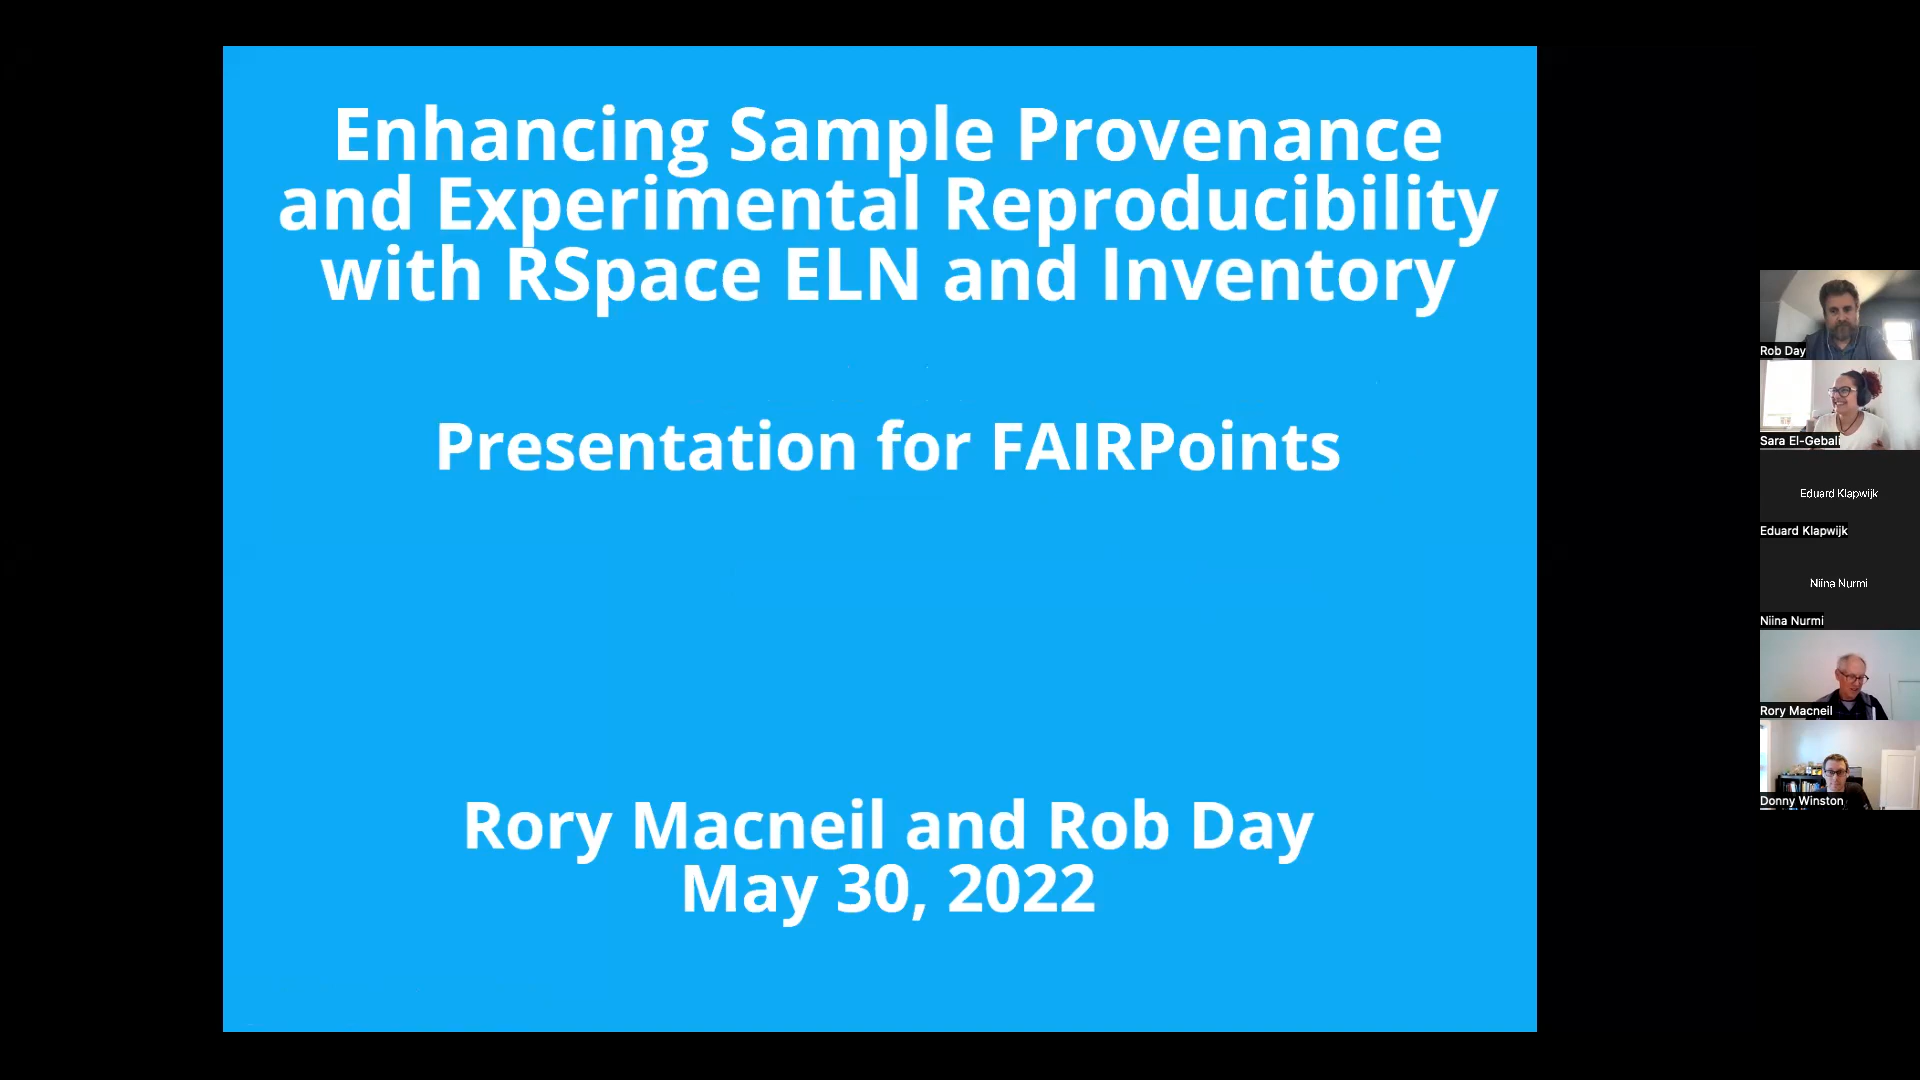 Enhancing Sample Provenance
and Experimental Reproducibility
with RSpace ELN and Inventory
Presentation for FAIRPoints
Rory Macneil and Rob Day
May 30, 2022
Rob Day
Sara El-Gebali
Eduard Klapwijk
Eduard Klapwijk
Niina Nurmi
Niina Nurmi
Rory Macneil
Donny Winston